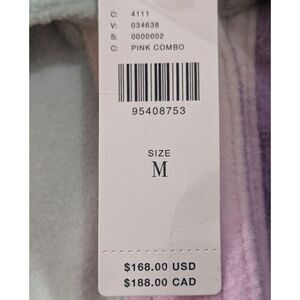 C: 4111
V: 034638
S: 0000002
C: PINK COMBO
95408753
SIZE
M
$168.00 USD
$188.00 CAD